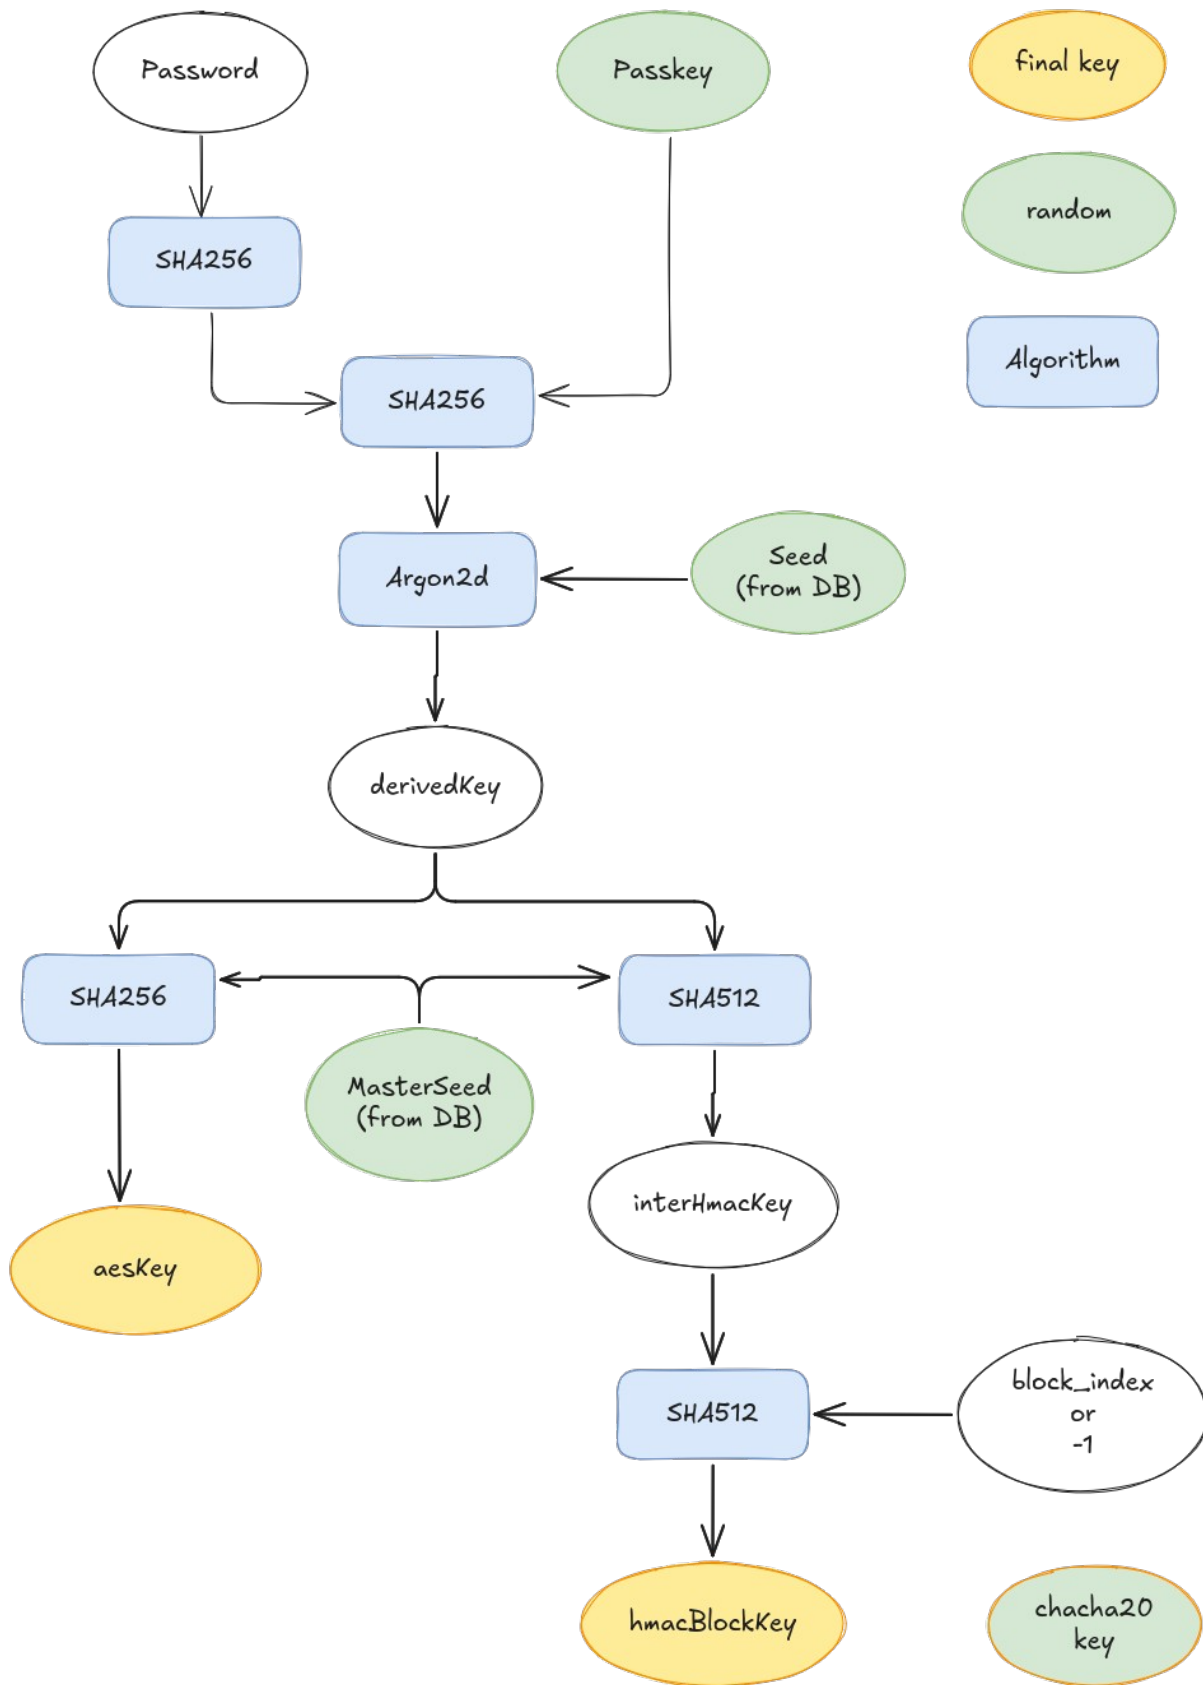 Password
Passkey
final key
random
SHA256
Algorithm
SHA256
Argon2d
Seed
(from DB)
derivedKey
SHA256
SHA512
MasterSeed
(from DB)
interHmacKey
aesKey
block_index
or
-1
SHA512
hmacBlockKey
chacha20
key